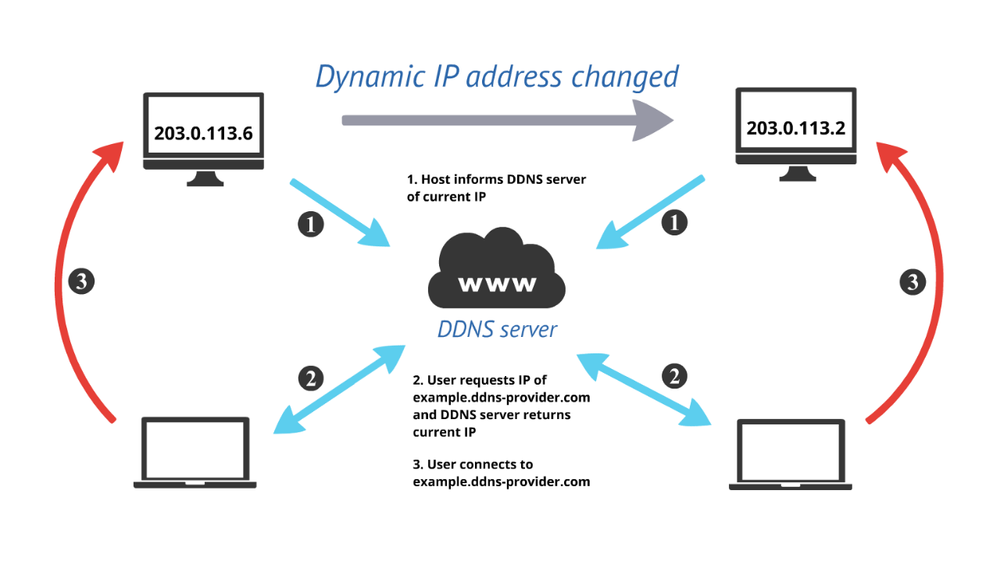 Dynamic IP address changed
203.0.113.6
203.0.113.2
1. Host informs DDNS server
of current IP
1
1
www
DDNS server
3
3
2
2
2. User requests IP of
example.ddns-provider.com
and DDNS server returns
current IP
3. User connects to
example.ddns-provider.com